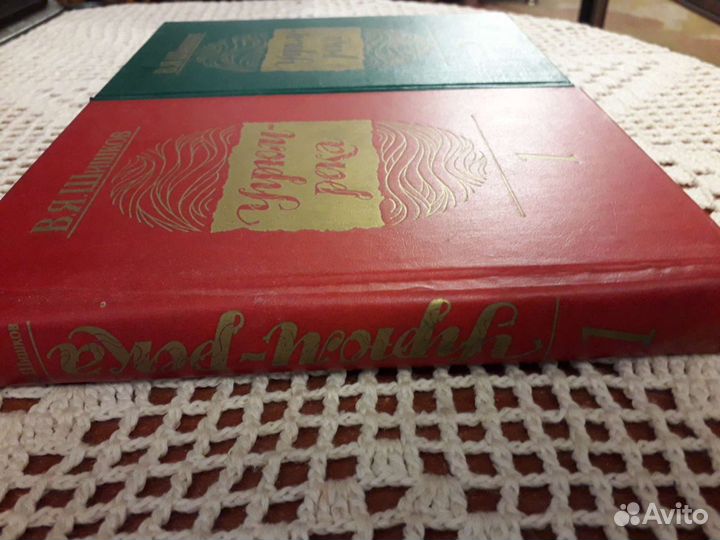 В.Я.Шишков
Угрюм-
река
В.Я.Шишков
Угрюм-
река
1
Шишков
Угрюм-река
1
Avito